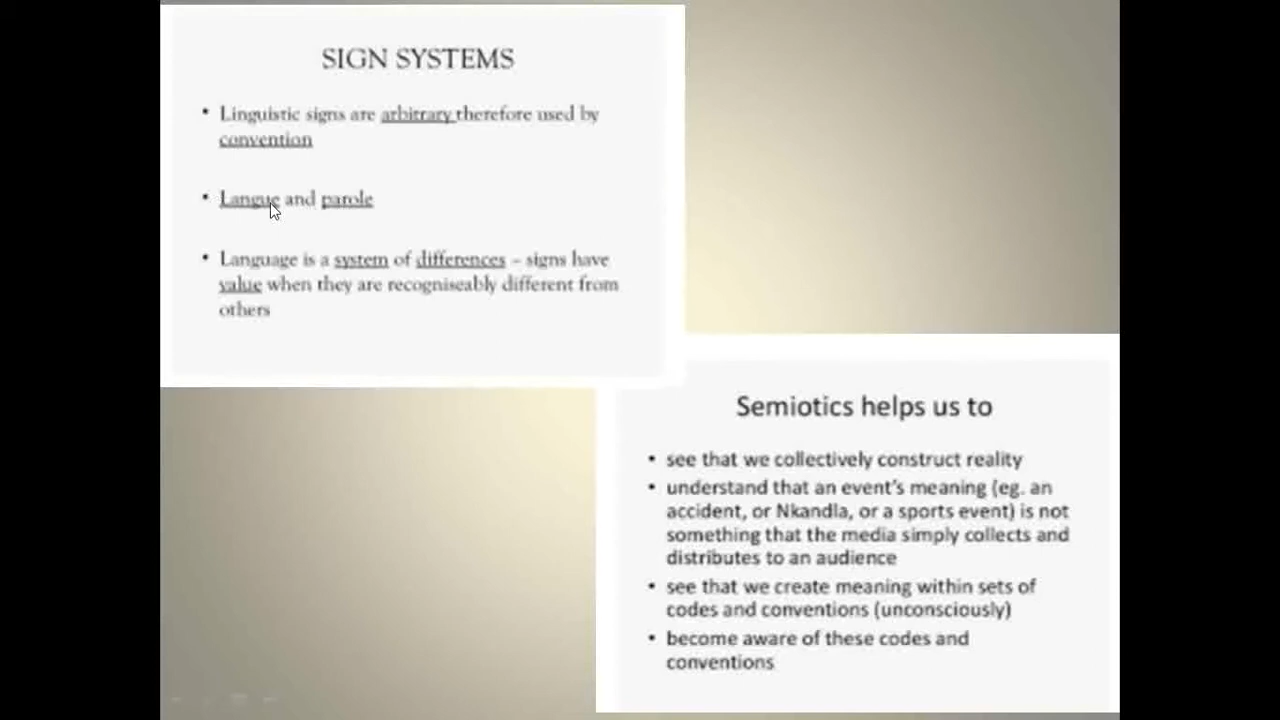 SIGN SYSTEMS
• Linguistic signs are arbitrary therefore used by
convention
• Langue and parole
• Language is a system of differences – signs have
value when they are recogniseably different from
others
Semiotics helps us to
• see that we collectively construct reality
• understand that an event's meaning (eg. an
accident, or Nkandla, or a sports event) is not
something that the media simply collects and
distributes to an audience
• see that we create meaning within sets of
codes and conventions (unconsciously)
• become aware of these codes and
conventions